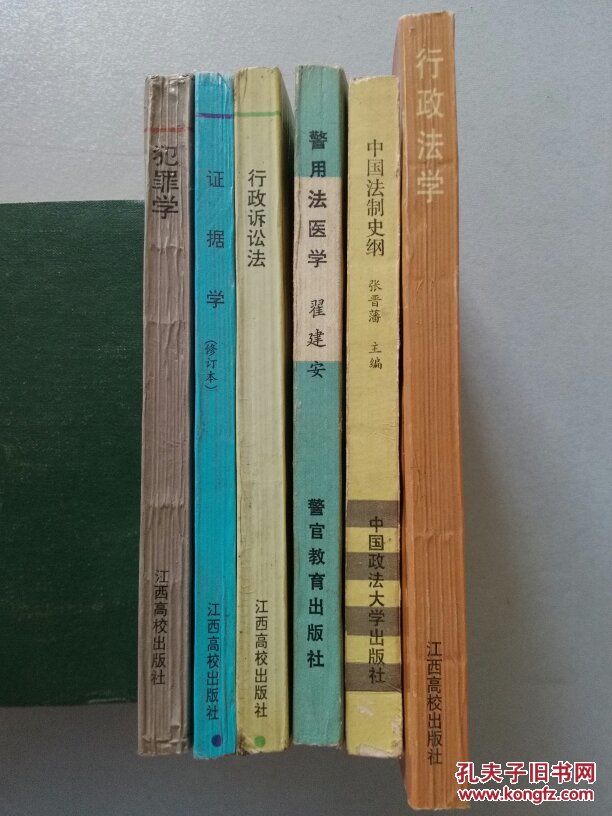 犯罪学
江西高校出版社
证据学
(修订本)
江西高校出版社
行政诉讼法
江西高校出版社
警用法医学
翟建安
警官教育出版社
中国法制史纲
张晋藩 主编
中国政法大学出版社
行政法学
江西高校出版社
孔夫子旧书网
www.kongfz.com